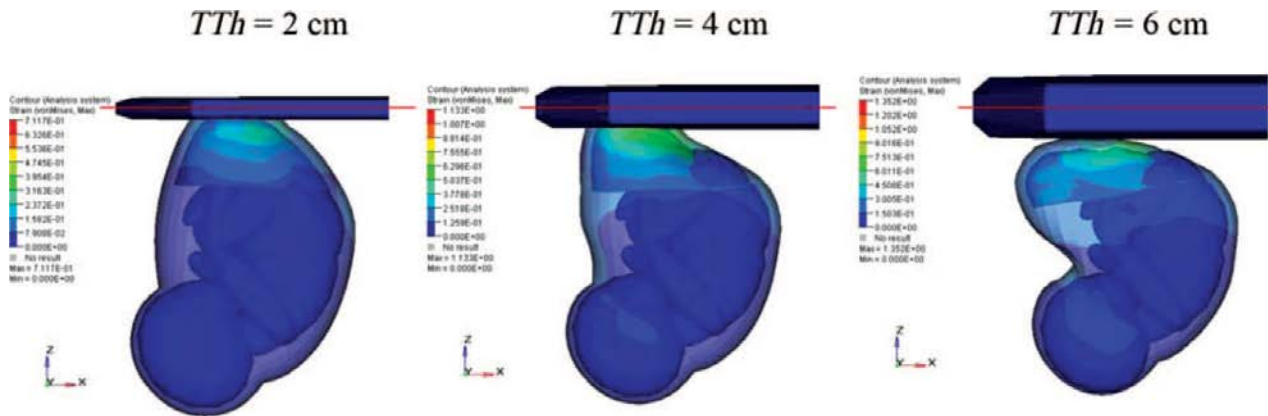 TTh = 2 cm
Contour (Analysis system)
Strain (vonMises, Max)
7.117E-01
6.326E-01
5.536E-01
4.745E-01
3.954E-01
3.163E-01
2.372E-01
1.582E-01
7.908E-02
0.000E+00
No result
Max = 7.117E-01
Min = 0.000E+00
Z
Y
X
TTh = 4 cm
Contour (Analysis system)
Strain (vonMises, Max)
1.133E+00
1.007E+00
8.814E-01
7.555E-01
6.296E-01
5.037E-01
3.778E-01
2.518E-01
1.259E-01
0.000E+00
No result
Max = 1.133E+00
Min = 0.000E+00
Z
Y
X
TTh = 6 cm
Contour (Analysis system)
Strain (vonMises, Max)
1.352E+00
1.202E+00
1.052E+00
9.016E-01
7.513E-01
6.011E-01
4.508E-01
3.005E-01
1.503E-01
0.000E+00
No result
Max = 1.352E+00
Min = 0.000E+00
Z
Y
X